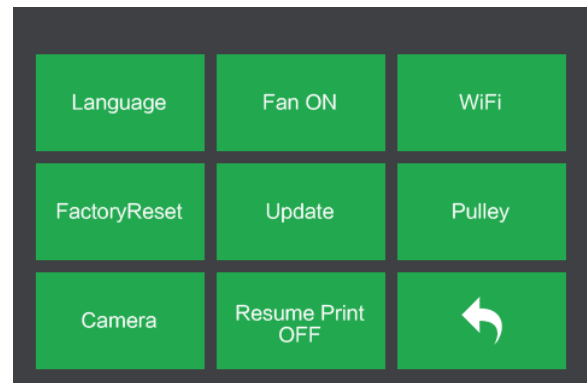 Language
Fan ON
WiFi
FactoryReset
Update
Pulley
Camera
Resume Print
OFF